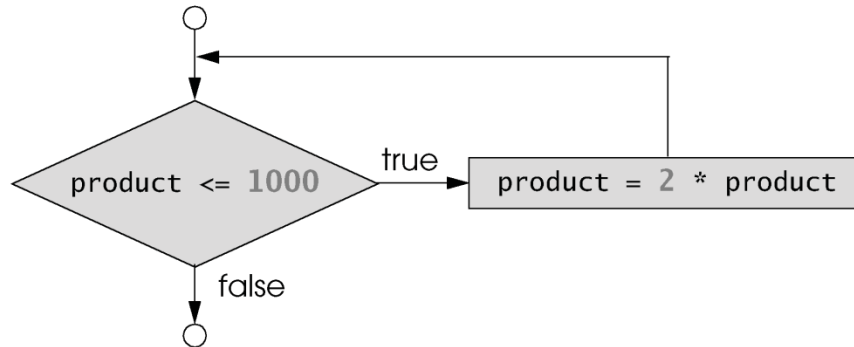 product <= 1000
true
product = 2 * product
false